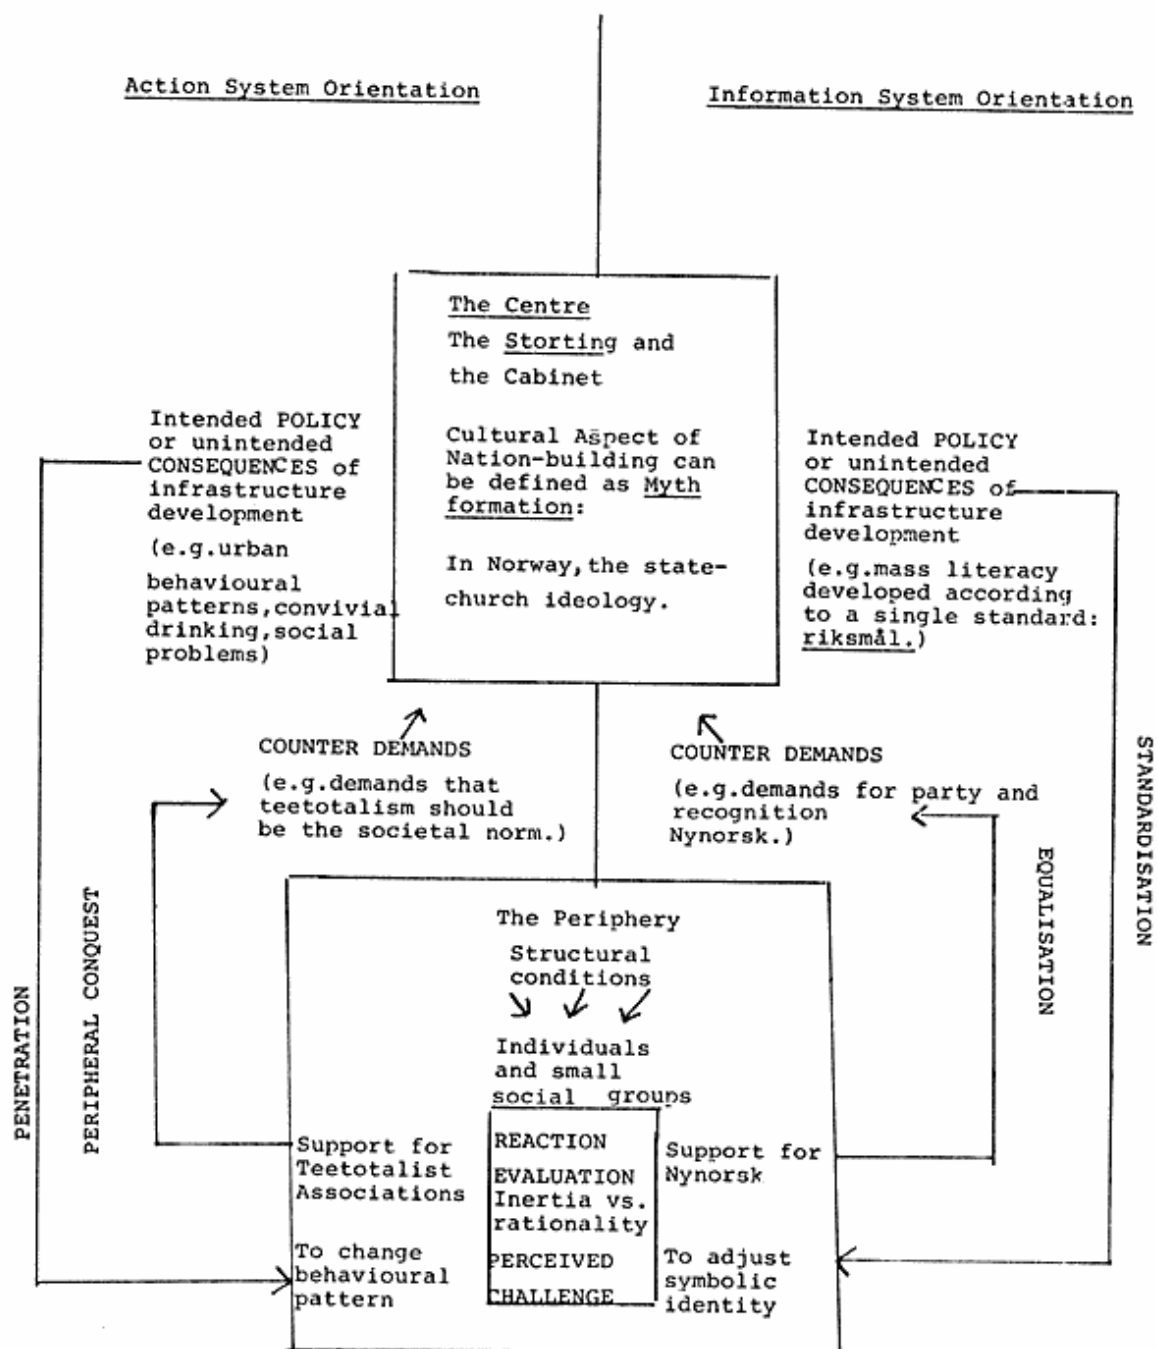 Action System Orientation
Information System Orientation
The Centre
The Storting and
the Cabinet
Cultural Aspect of
Nation-building can
be defined as Myth
formation:
In Norway,the state-
church ideology.
Intended POLICY
or unintended
CONSEQUENCES of
infrastructure
development
(e.g.urban
behavioural
patterns,convivial
drinking,social
problems)
Intended POLICY
or unintended
CONSEQUENCES of
infrastructure
development
(e.g.mass literacy
developed according
to a single standard:
riksmål.)
COUNTER DEMANDS
(e.g.demands that
teetotalism should
be the societal norm.)
COUNTER DEMANDS
(e.g.demands for party and
recognition
Nynorsk.)
PENETRATION
PERIPHERAL CONQUEST
EQUALISATION
STANDARDISATION
The Periphery
Structural
conditions
Individuals
and small
social groups
Support for
Teetotalist
Associations
To change
behavioural
pattern
REACTION
EVALUATION
Inertia vs.
rationality
PERCEIVED
CHALLENGE
Support for
Nynorsk
To adjust
symbolic
identity